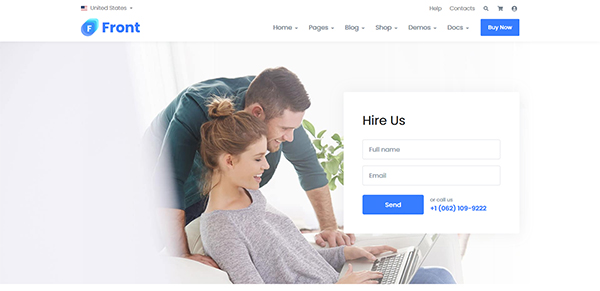 United States
Help Contacts
F Front
Home Pages Blog Shop Demos Docs Buy Now
Hire Us
Full name
Email
Send
or call us
+1 (062) 109-9222